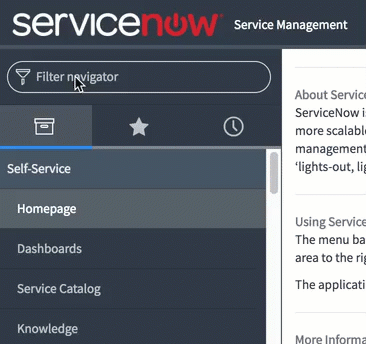 servicenow Service Management
Filter navigator
Self-Service
Homepage
Dashboards
Service Catalog
Knowledge
About Service
ServiceNow i
more scalabl
management
'lights-out, lig
Using Service
The menu ba
area to the rig
The applicati
More Informa